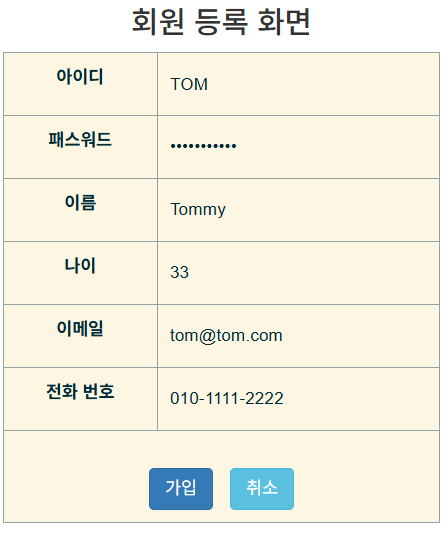 회원 등록 화면
아이디 TOM
패스워드 •••••••••••
이름 Tommy
나이 33
이메일 tom@tom.com
전화 번호 010-1111-2222
가입 취소